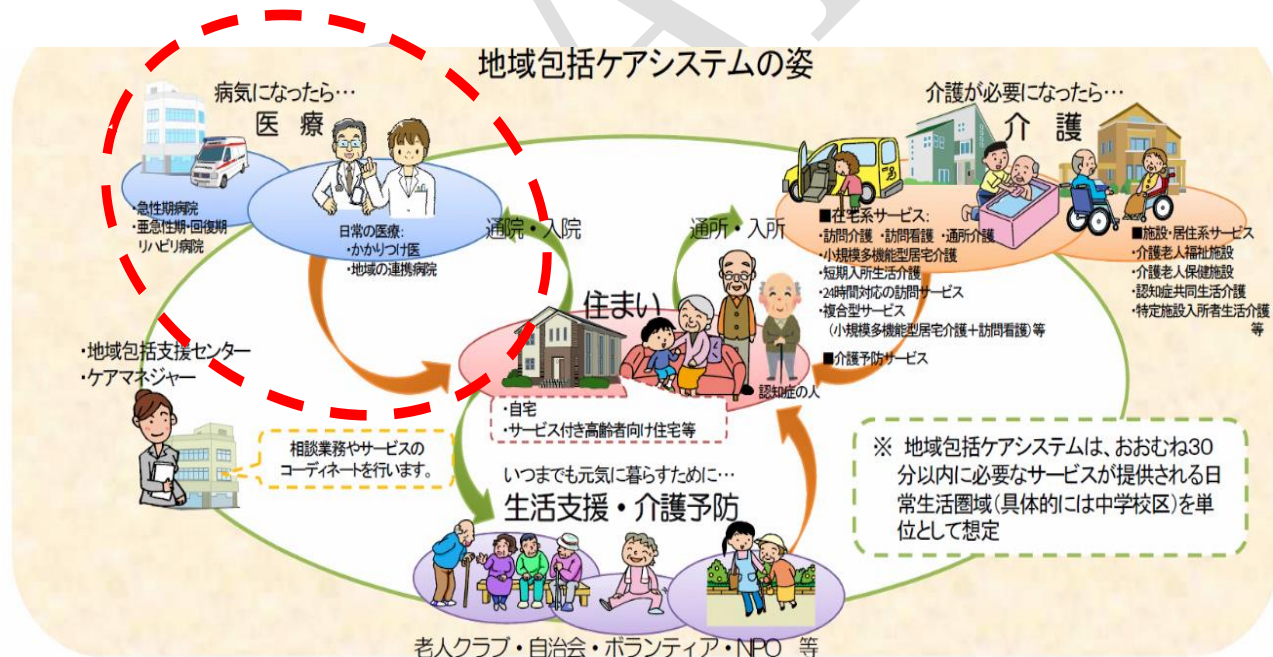 地域包括ケアシステムの姿
病気になったら…
医 療
・急性期病院
・亜急性期・回復期
リハビリ病院
日常の医療:
・かかりつけ医
・地域の連携病院
通院・入院
通所・入所
介護が必要になったら…
介 護
■在宅系サービス:
・訪問介護 ・訪問看護 ・通所介護
・小規模多機能型居宅介護
・短期入所生活介護
・24時間対応の訪問サービス
・複合型サービス
(小規模多機能型居宅介護+訪問看護)等
■介護予防サービス
■施設・居住系サービス
・介護老人福祉施設
・介護老人保健施設
・認知症共同生活介護
・特定施設入所者生活介護
等
住まい
認知症の人
・自宅
・サービス付き高齢者向け住宅等
・地域包括支援センター
・ケアマネジャー
相談業務やサービスの
コーディネートを行います。
いつまでも元気に暮らすために…
生活支援・介護予防
老人クラブ・自治会・ボランティア・NPO 等
※ 地域包括ケアシステムは、おおむね30
分以内に必要なサービスが提供される日
常生活圏域(具体的には中学校区)を単
位として想定